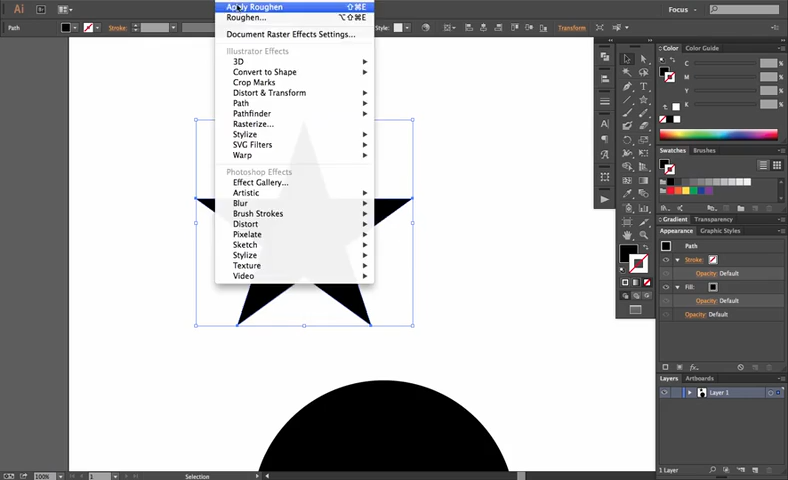 Ai
Focus
Path
Stroke:
Style:
Transform
Apply Roughen ⇧⌘E
Roughen... ⌥⇧⌘E
Document Raster Effects Settings...
Illustrator Effects
3D
Convert to Shape
Crop Marks
Distort & Transform
Path
Pathfinder
Rasterize...
Stylize
SVG Filters
Warp
Photoshop Effects
Effect Gallery...
Artistic
Blur
Brush Strokes
Distort
Pixelate
Sketch
Stylize
Texture
Video
Color
Color Guide
C
M
Y
K
Swatches
Brushes
Gradient
Transparency
Appearance
Graphic Styles
Path
Stroke:
Opacity: Default
Fill:
Opacity: Default
Opacity: Default
fx.
Layers
Artboards
Layer 1
1 Layer
100%
1
Selection